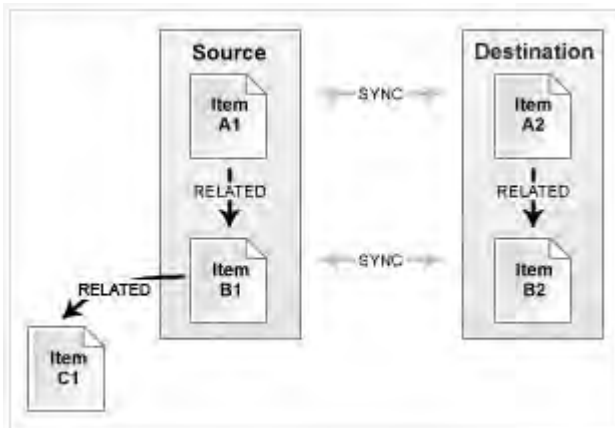 Source
Destination
Item
A1
SYNC
Item
A2
RELATED
RELATED
Item
B1
SYNC
Item
B2
RELATED
Item
C1